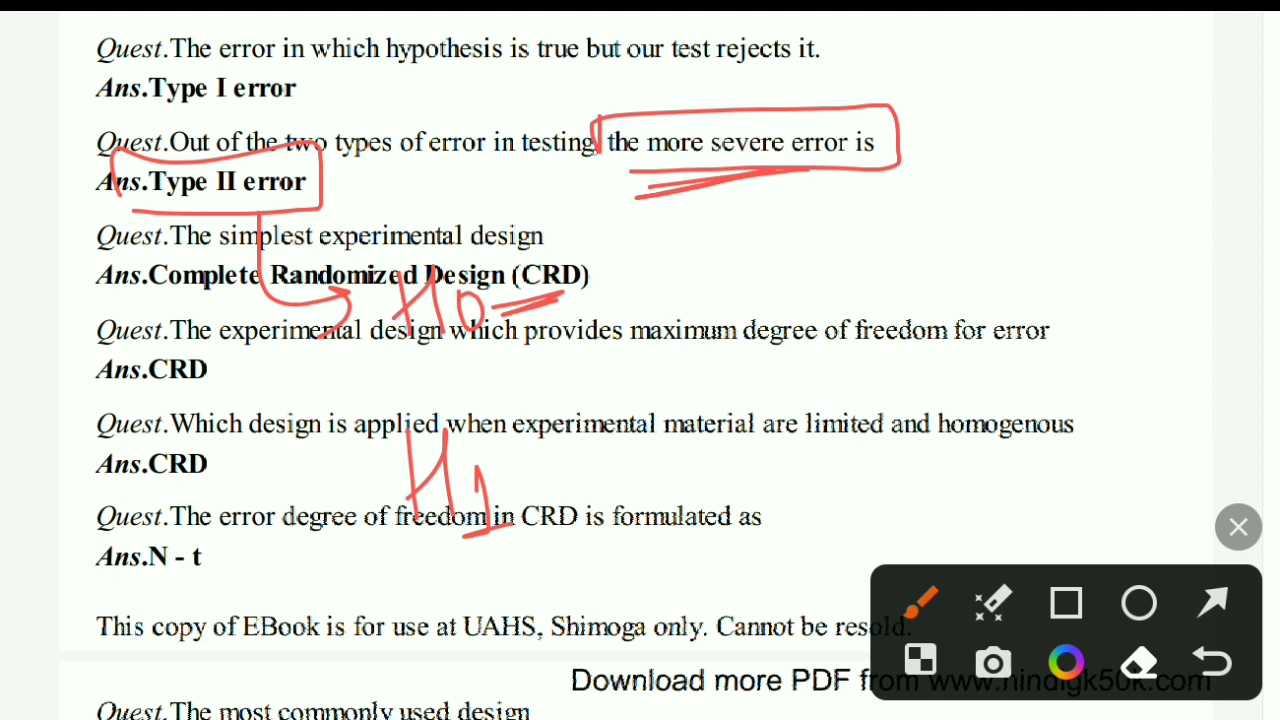 Quest.The error in which hypothesis is true but our test rejects it.
Ans.Type I error
Quest.Out of the two types of error in testing, the more severe error is
Ans.Type II error
Quest.The simplest experimental design
Ans.Complete Randomized Design (CRD)
H0
Quest.The experimental design which provides maximum degree of freedom for error
Ans.CRD
Quest.Which design is applied when experimental material are limited and homogenous
Ans.CRD
H1
Quest.The error degree of freedom in CRD is formulated as
Ans.N - t
This copy of EBook is for use at UAHS, Shimoga only. Cannot be resold.
Download more PDF from www.hindigk50k.com
Quest.The most commonly used design